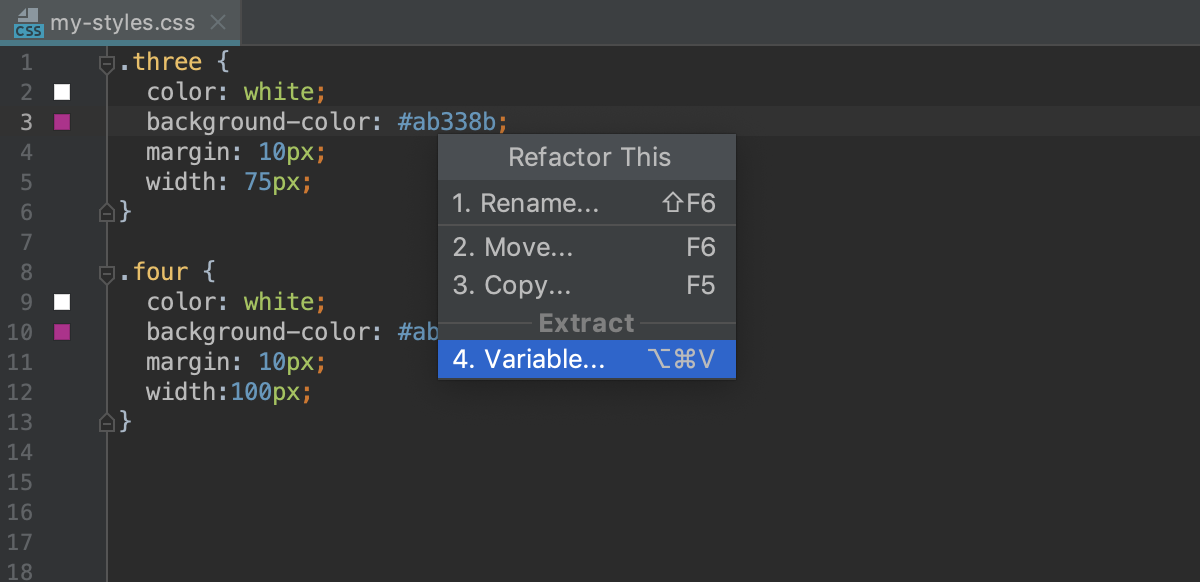 CSS my-styles.css
1 .three {
2 color: white;
3 background-color: #ab338b;
4 margin: 10px;
5 width: 75px;
6 }
7
8 .four {
9 color: white;
10 background-color: #ab
11 margin: 10px;
12 width:100px;
13 }
14
15
16
17
18
Refactor This
1. Rename... ⇧F6
2. Move... F6
3. Copy... F5
Extract
4. Variable... ⌥⌘V